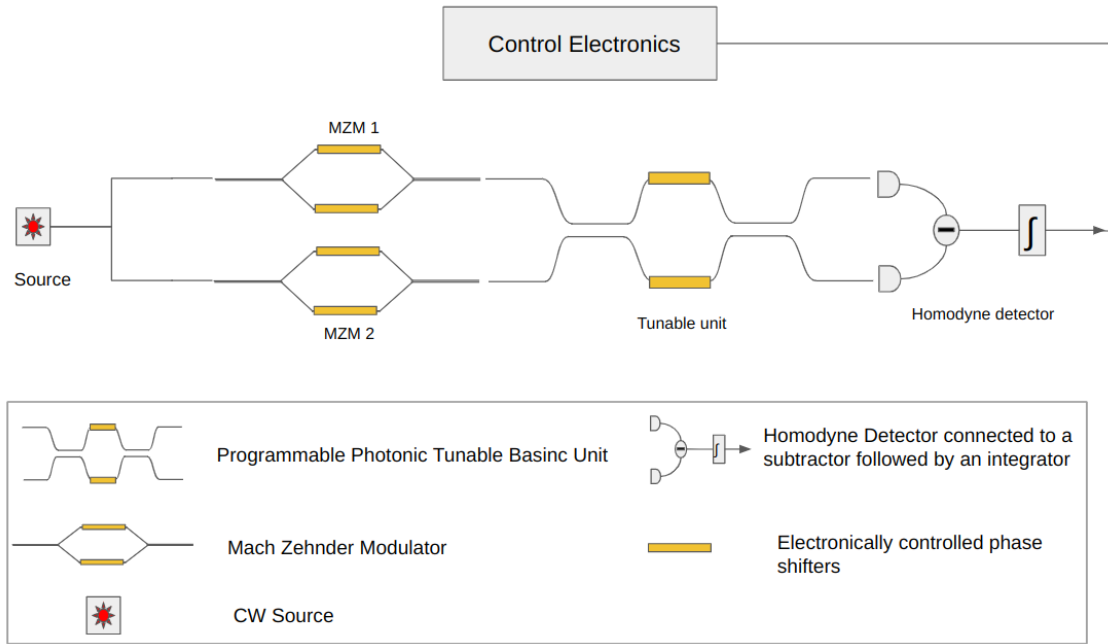 Control Electronics
MZM 1
Source
MZM 2
Tunable unit
Homodyne detector
∫
Programmable Photonic Tunable Basinc Unit
∫
Homodyne Detector connected to a
subtractor followed by an integrator
Mach Zehnder Modulator
Electronically controlled phase
shifters
CW Source